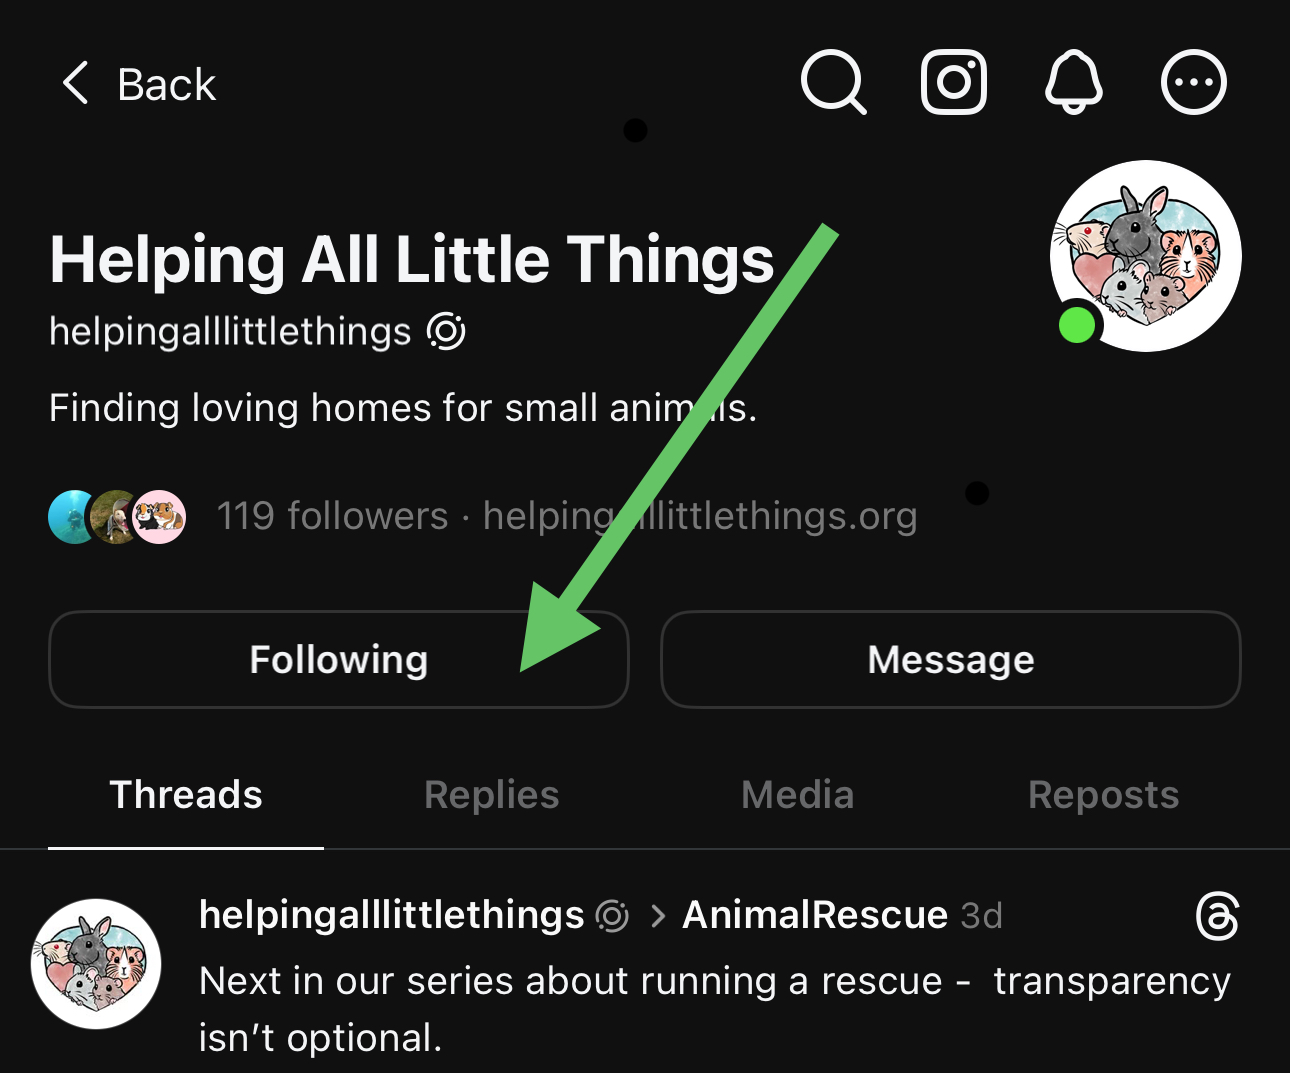 Back
Helping All Little Things
helpingalllittlethings
Finding loving homes for small animals.
119 followers · helpingalllittlethings.org
Following
Message
Threads
Replies
Media
Reposts
helpingalllittlethings > AnimalRescue 3d
Next in our series about running a rescue -  transparency
isn’t optional.